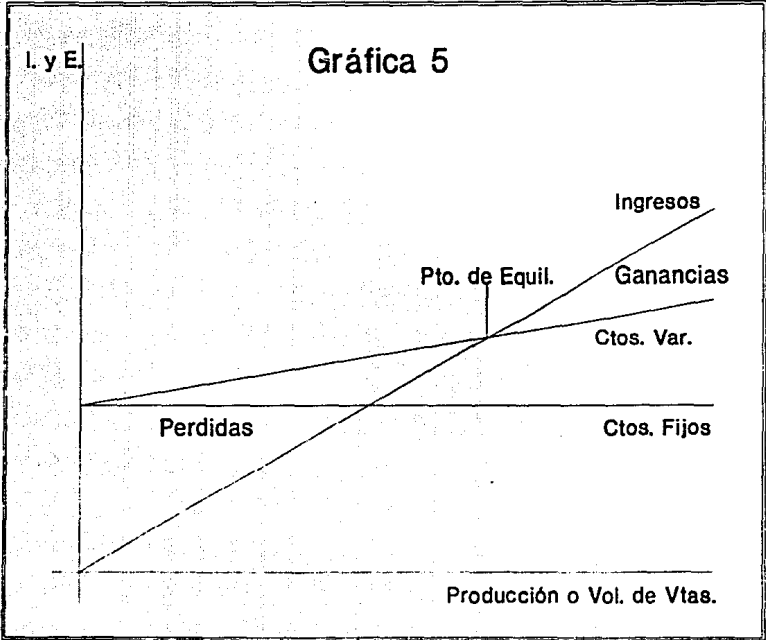 Gráfica 5
I. y E.
Ingresos
Pto. de Equil.
Ganancias
Ctos. Var.
Perdidas
Ctos. Fijos
Producción o Vol. de Vtas.